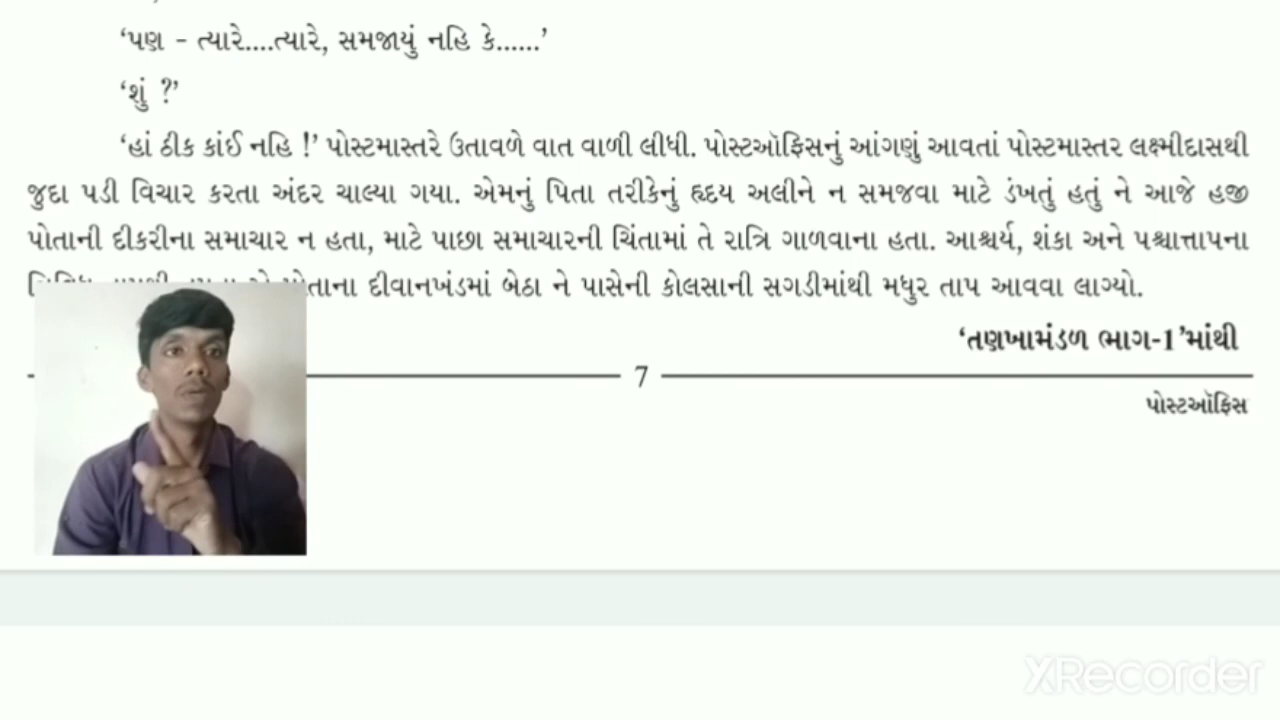 ‘પણ - ત્યારે....ત્યારે, સમજાયું નહિ કે......’
‘શું ?’
‘હાં ઠીક કાંઈ નહિ !’ પોસ્ટમાસ્તરે ઉતાવળે વાત વાળી લીધી. પોસ્ટઑફિસનું આંગણું આવતાં પોસ્ટમાસ્તર લક્ષ્મીદાસથી
જુદા પડી વિચાર કરતા અંદર ચાલ્યા ગયા. એમનું પિતા તરીકેનું હૃદય અલીને ન સમજવા માટે ડંખતું હતું ને આજે હજી
પોતાની દીકરીના સમાચાર ન હતા, માટે પાછા સમાચારની ચિંતામાં તે રાત્રિ ગાળવાના હતા. આશ્ચર્ય, શંકા અને પશ્ચાત્તાપના
દીવાનખંડમાં બેઠા ને પાસેની કોલસાની સગડીમાંથી મધુર તાપ આવવા લાગ્યો.
‘તણખામંડળ ભાગ-1’માંથી
7
પોસ્ટઑફિસ
XRecorder